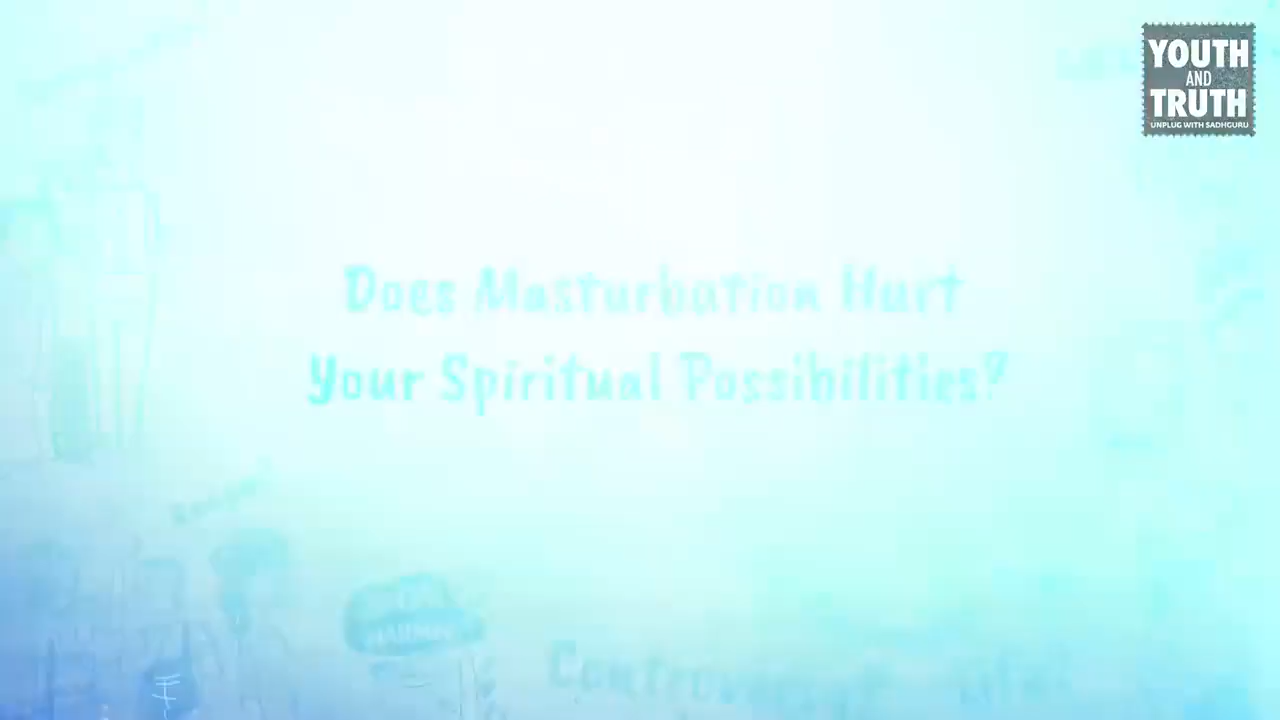 YOUTH
AND
TRUTH
UNPLUG WITH SADHGURU
Does Masturbation Hurt
Your Spiritual Possibilities?